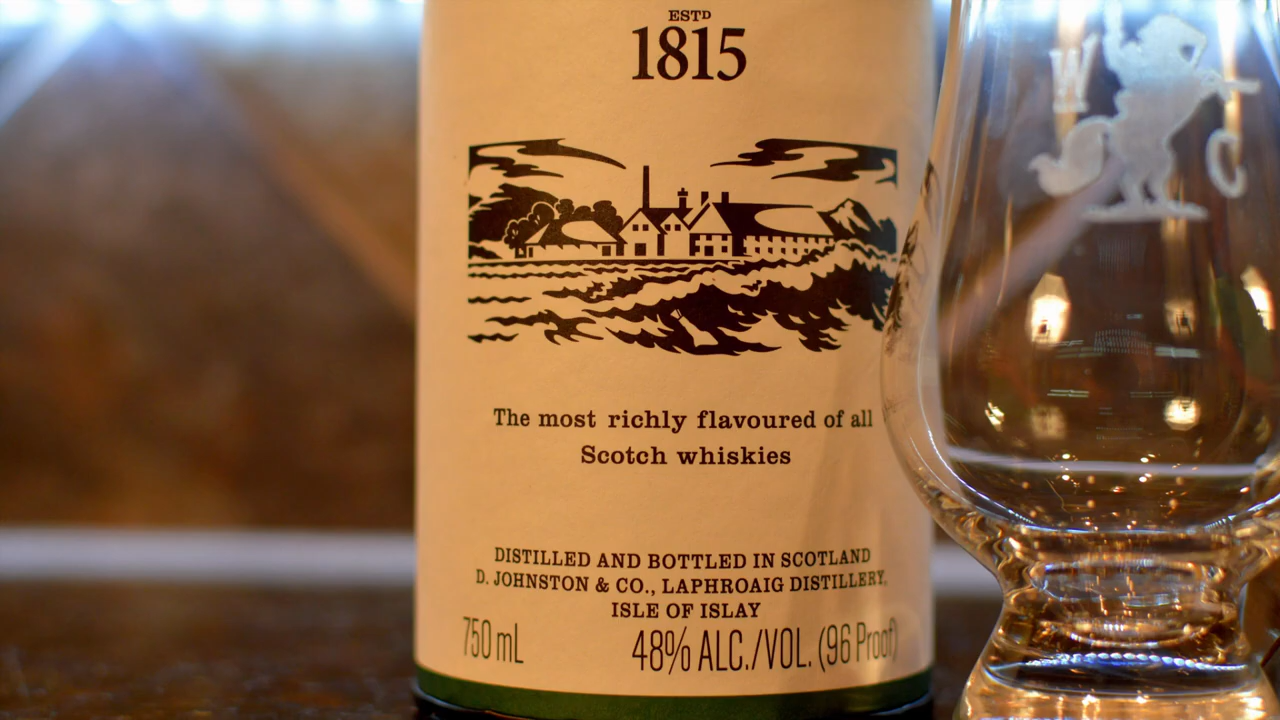 ESTD
1815
The most richly flavoured of all
Scotch whiskies
DISTILLED AND BOTTLED IN SCOTLAND
D. JOHNSTON & CO., LAPHROAIG DISTILLERY,
ISLE OF ISLAY
750 mL 48% ALC./VOL. (96 Proof)
W C